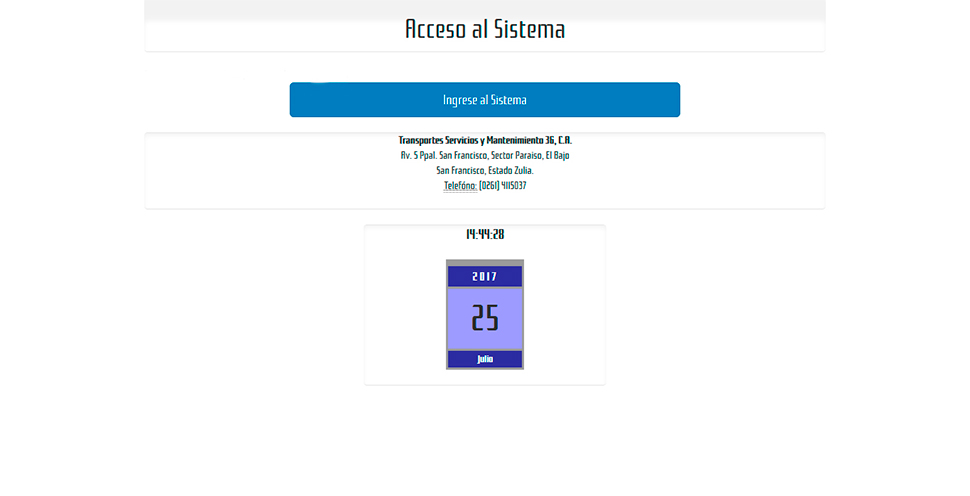 Acceso al Sistema
Ingrese al Sistema
Transportes Servicios y Mantenimiento 36, C.A.
Av. 5 Ppal. San Francisco, Sector Paraiso, El Bajo
San Francisco, Estado Zulia.
Telefóno: (0261) 4115037
14:44:28
2017
25
Julio